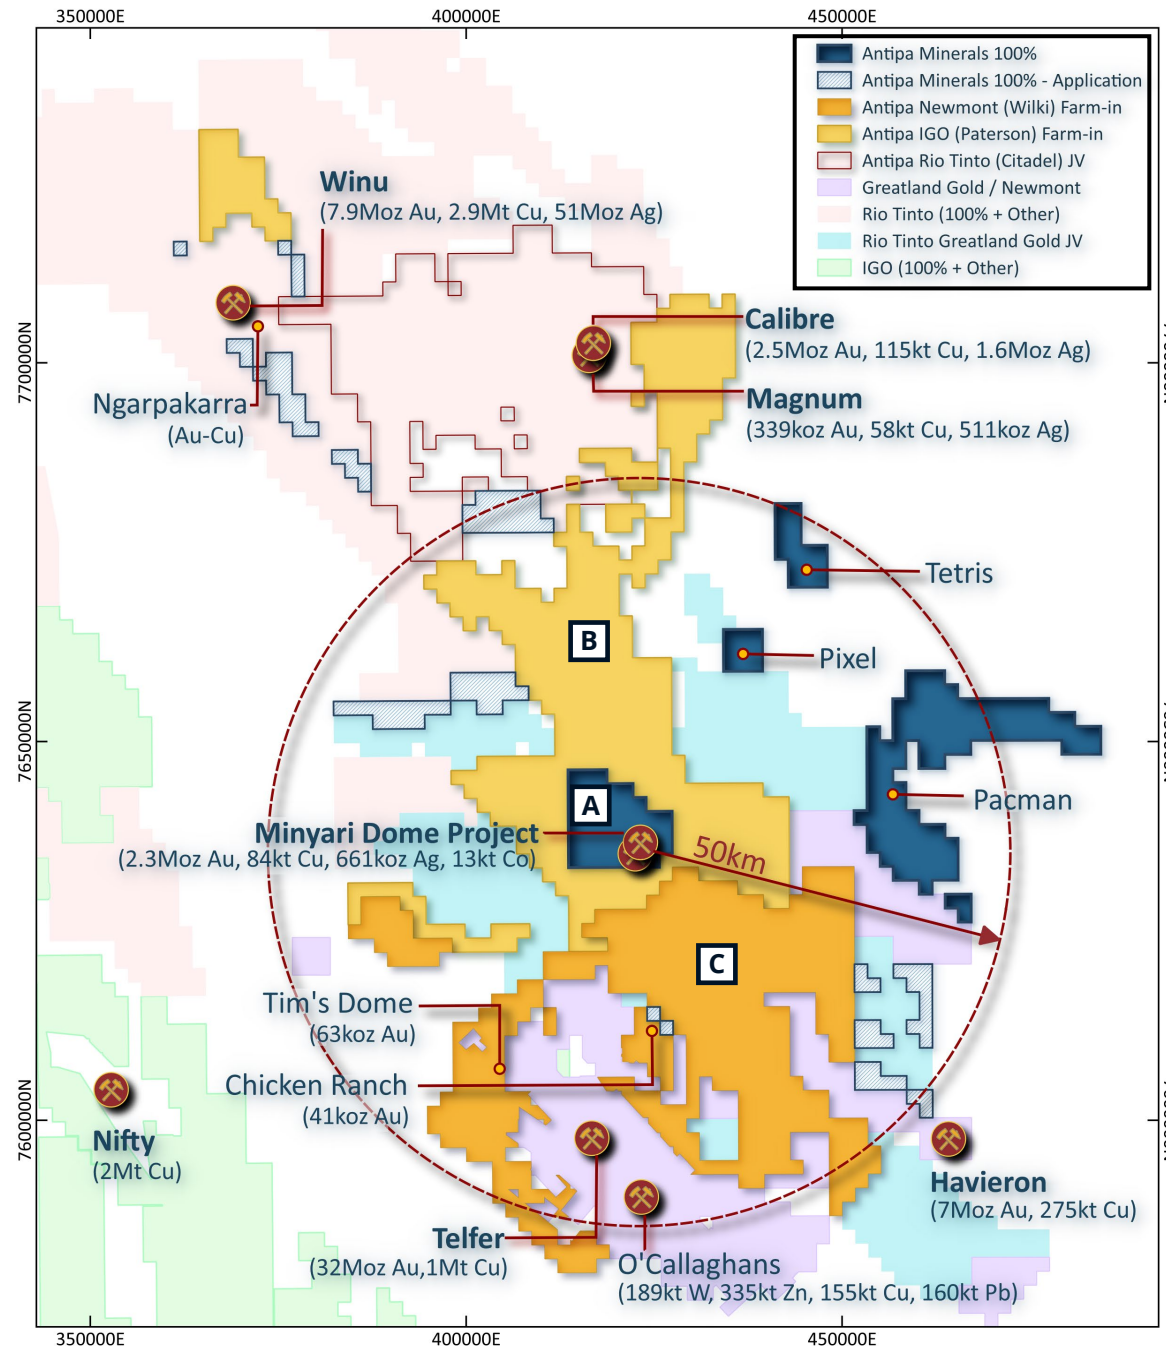 350000E
400000E
450000E
Antipa Minerals 100%
Antipa Minerals 100% - Application
Antipa Newmont (Wilki) Farm-in
Antipa IGO (Paterson) Farm-in
Antipa Rio Tinto (Citadel) JV
Greatland Gold / Newmont
Rio Tinto (100% + Other)
Rio Tinto Greatland Gold JV
IGO (100% + Other)
Winu
(7.9Moz Au, 2.9Mt Cu, 51Moz Ag)
7700000N
Calibre
(2.5Moz Au, 115kt Cu, 1.6Moz Ag)
Magnum
(339koz Au, 58kt Cu, 511koz Ag)
Ngarpakarra
(Au-Cu)
Tetris
B
Pixel
7650000N
Pacman
A
Minyari Dome Project
(2.3Moz Au, 84kt Cu, 661koz Ag, 13kt Co)
50km
C
Tim's Dome
(63koz Au)
Chicken Ranch
(41koz Au)
7600000N
Nifty
(2Mt Cu)
Havieron
(7Moz Au, 275kt Cu)
Telfer
(32Moz Au,1Mt Cu)
O'Callaghans
(189kt W, 335kt Zn, 155kt Cu, 160kt Pb)
350000E
400000E
450000E